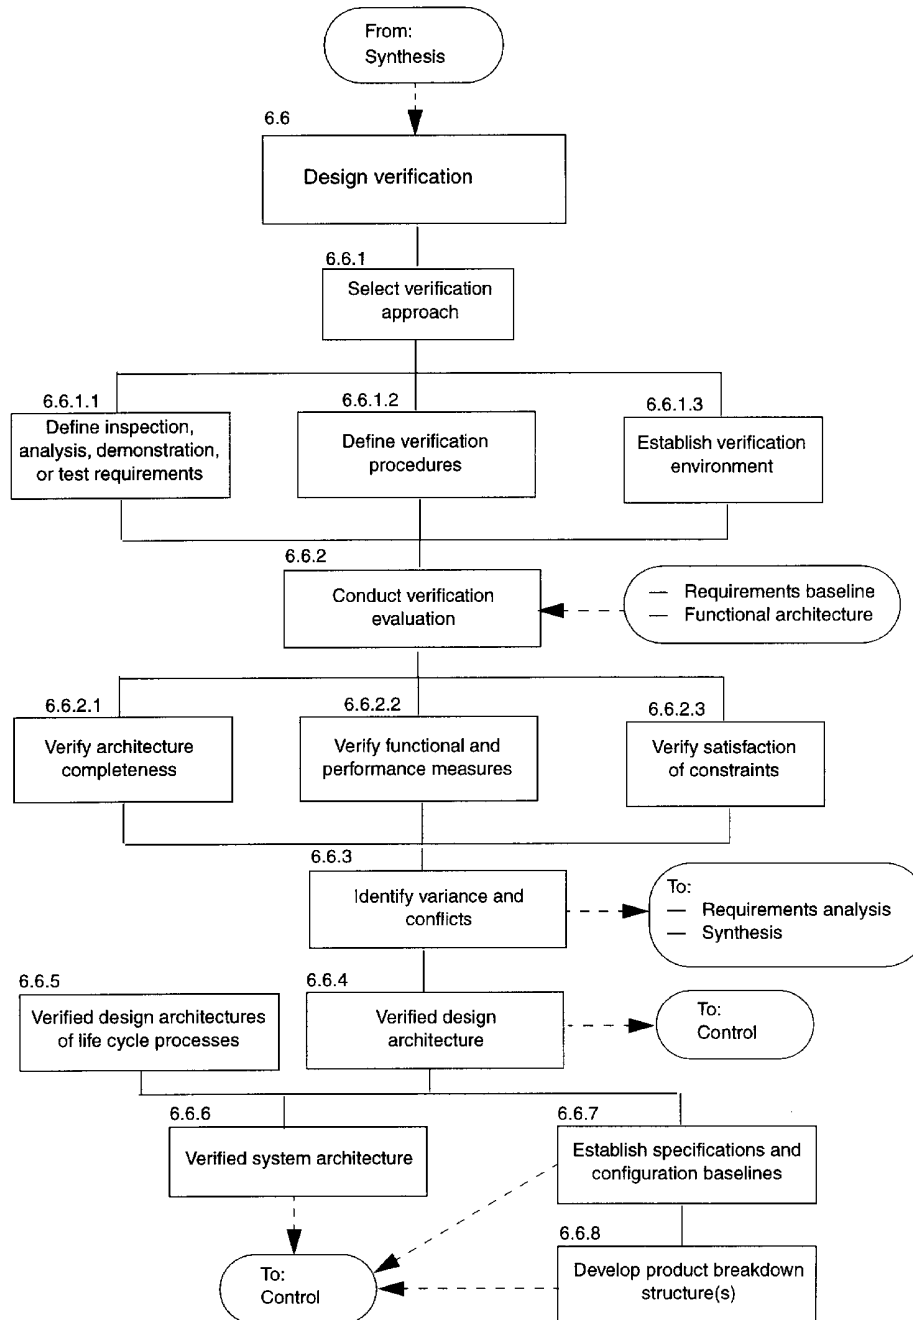 From:
Synthesis
6.6
Design verification
6.6.1
Select verification
approach
6.6.1.1
Define inspection,
analysis, demonstration,
or test requirements
6.6.1.2
Define verification
procedures
6.6.1.3
Establish verification
environment
6.6.2
Conduct verification
evaluation
— Requirements baseline
— Functional architecture
6.6.2.1
Verify architecture
completeness
6.6.2.2
Verify functional and
performance measures
6.6.2.3
Verify satisfaction
of constraints
6.6.3
Identify variance and
conflicts
To:
— Requirements analysis
— Synthesis
6.6.5
Verified design architectures
of life cycle processes
6.6.4
Verified design
architecture
To:
Control
6.6.6
Verified system architecture
6.6.7
Establish specifications and
configuration baselines
To:
Control
6.6.8
Develop product breakdown
structure(s)